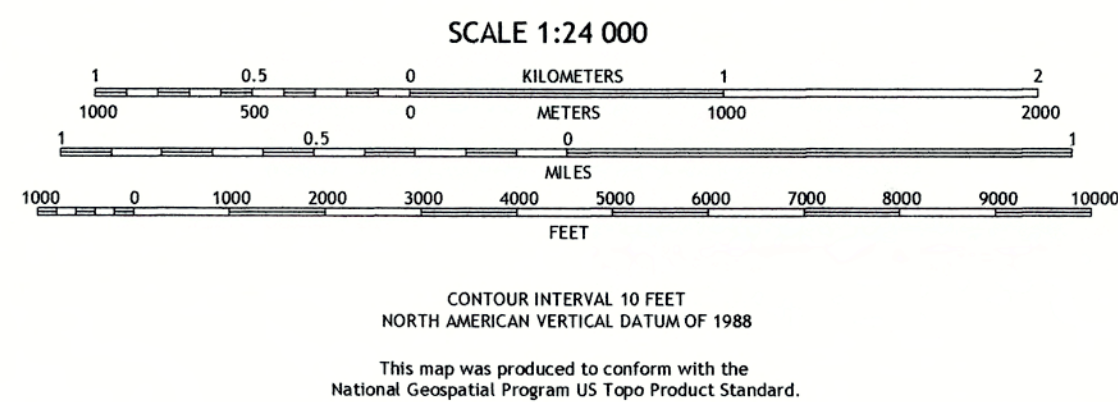 SCALE 1:24 000
1 0.5 0 KILOMETERS 1 2
1000 500 0 METERS 1000 2000
1 0.5 0 1
MILES
1000 0 1000 2000 3000 4000 5000 6000 7000 8000 9000 10000
FEET
CONTOUR INTERVAL 10 FEET
NORTH AMERICAN VERTICAL DATUM OF 1988
This map was produced to conform with the
National Geospatial Program US Topo Product Standard.